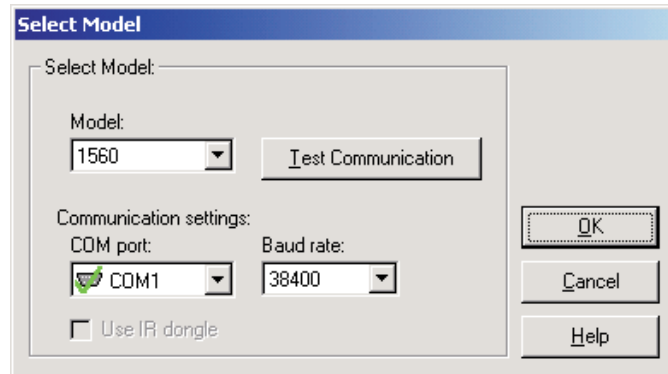 Select Model
Select Model:
Model:
1560
Test Communication
Communication settings:
COM port:
Baud rate:
COM1
38400
Use IR dongle
OK
Cancel
Help